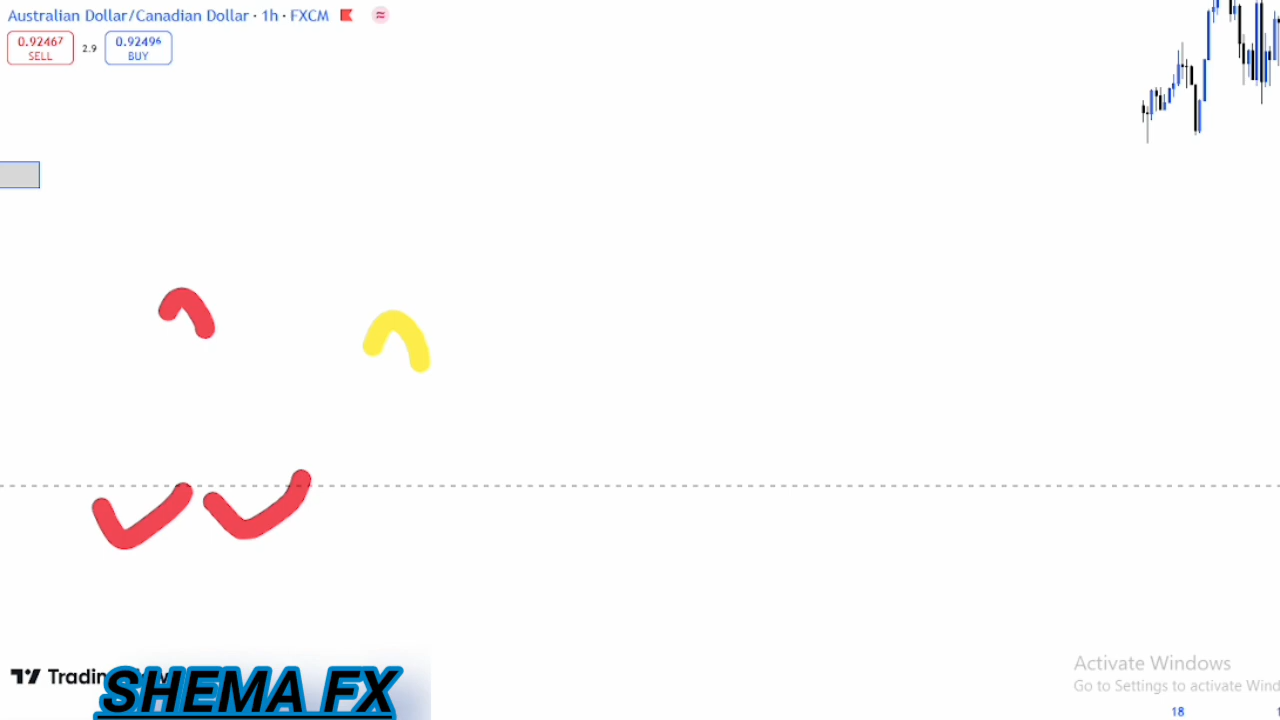 Australian Dollar/Canadian Dollar · 1h · FXCM
0.92467
SELL
2.9
0.92496
BUY
SHEMA FX
Activate Windows
Go to Settings to activate Wind
18